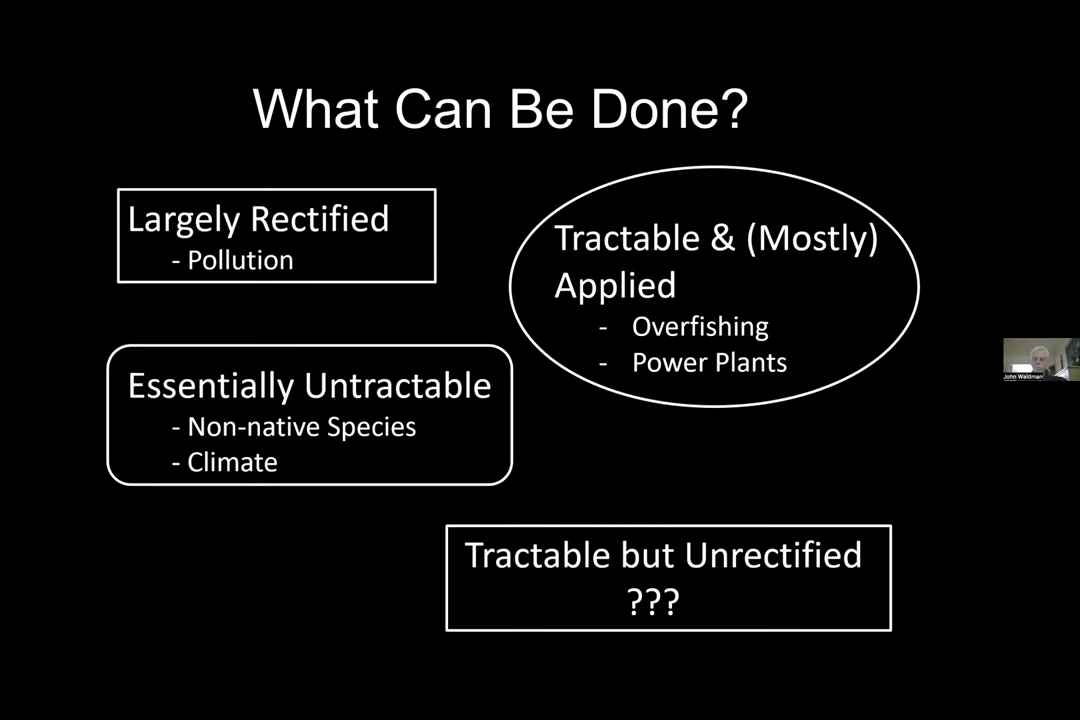 What Can Be Done?
Largely Rectified
- Pollution
Tractable & (Mostly)
Applied
- Overfishing
- Power Plants
Essentially Untractable
- Non-native Species
- Climate
Tractable but Unrectified
???
John Waldman